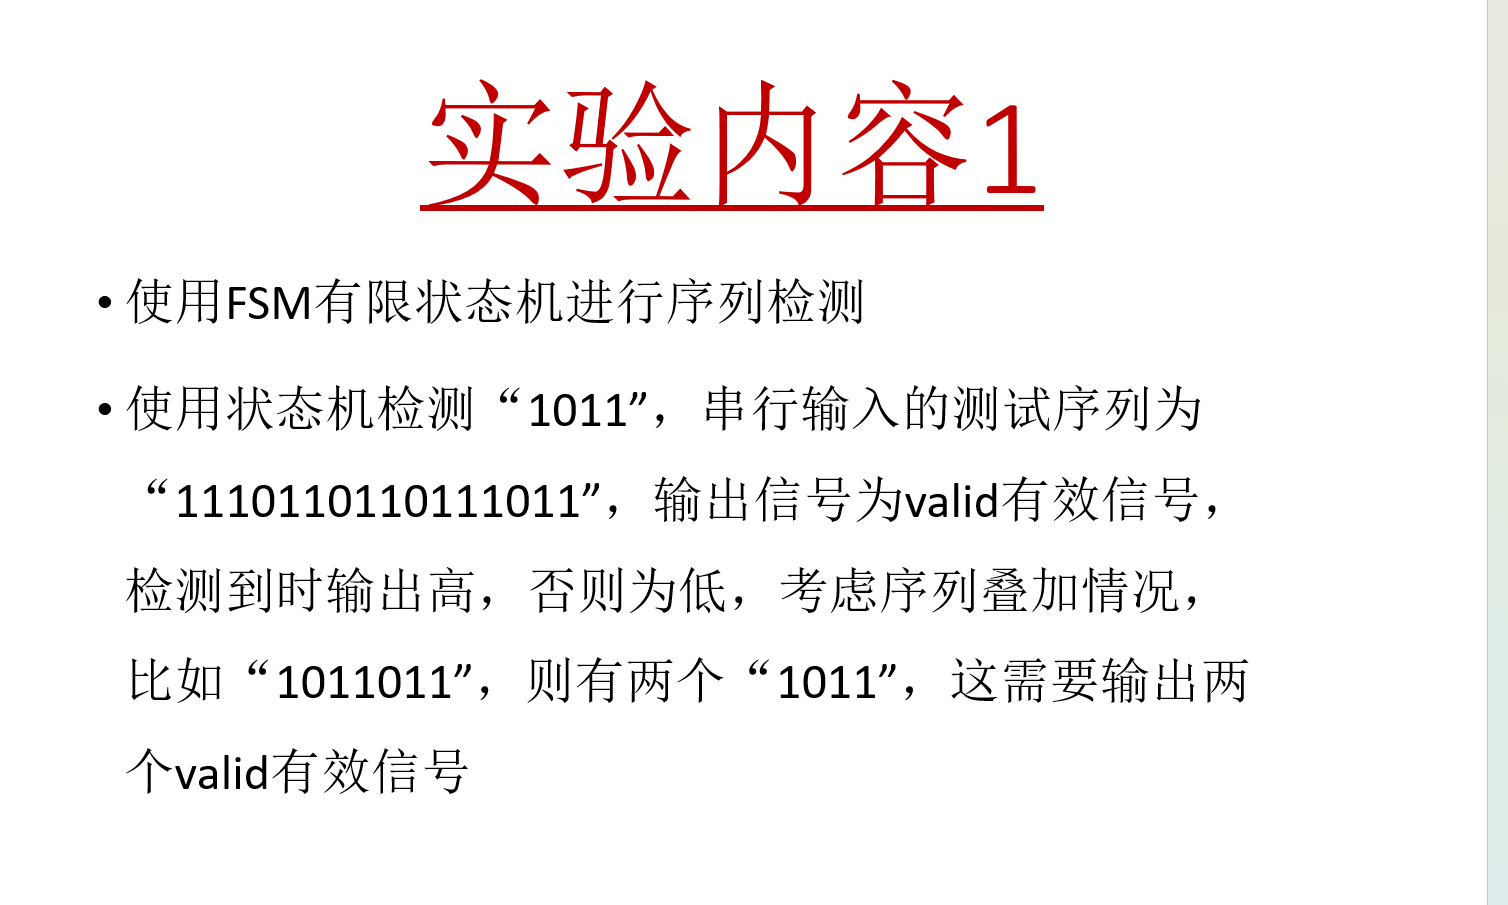 实验内容1
• 使用FSM有限状态机进行序列检测
• 使用状态机检测“1011”，串行输入的测试序列为
“1110110110111011”，输出信号为valid有效信号，
检测到时输出高，否则为低，考虑序列叠加情况，
比如“1011011”，则有两个“1011”，这需要输出两
个valid有效信号